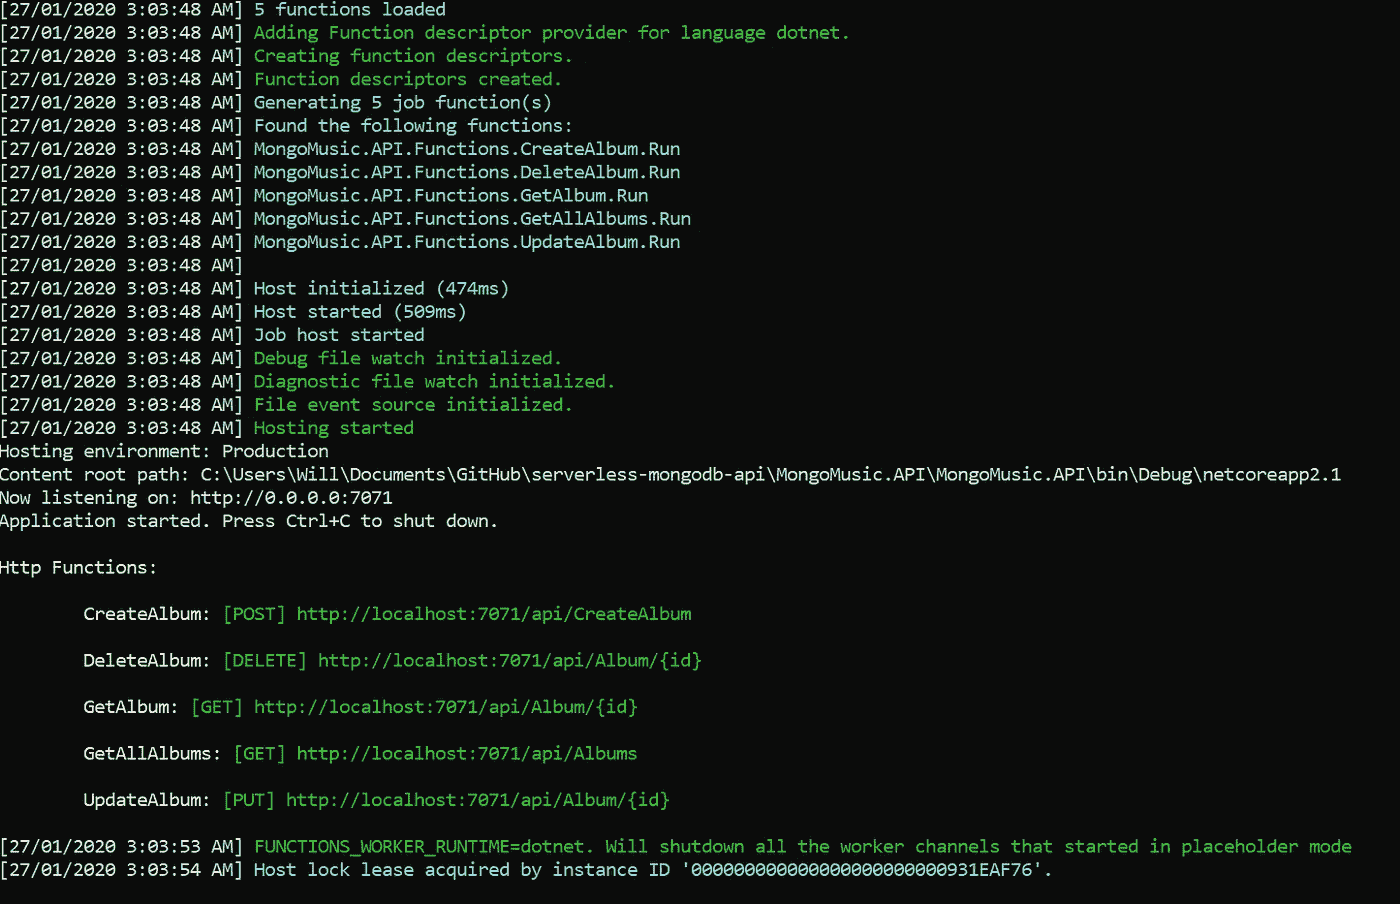 [27/01/2020 3:03:48 AM] 5 functions loaded
[27/01/2020 3:03:48 AM] Adding Function descriptor provider for language dotnet.
[27/01/2020 3:03:48 AM] Creating function descriptors.
[27/01/2020 3:03:48 AM] Function descriptors created.
[27/01/2020 3:03:48 AM] Generating 5 job function(s)
[27/01/2020 3:03:48 AM] Found the following functions:
[27/01/2020 3:03:48 AM] MongoMusic.API.Functions.CreateAlbum.Run
[27/01/2020 3:03:48 AM] MongoMusic.API.Functions.DeleteAlbum.Run
[27/01/2020 3:03:48 AM] MongoMusic.API.Functions.GetAlbum.Run
[27/01/2020 3:03:48 AM] MongoMusic.API.Functions.GetAllAlbums.Run
[27/01/2020 3:03:48 AM] MongoMusic.API.Functions.UpdateAlbum.Run
[27/01/2020 3:03:48 AM]
[27/01/2020 3:03:48 AM] Host initialized (474ms)
[27/01/2020 3:03:48 AM] Host started (509ms)
[27/01/2020 3:03:48 AM] Job host started
[27/01/2020 3:03:48 AM] Debug file watch initialized.
[27/01/2020 3:03:48 AM] Diagnostic file watch initialized.
[27/01/2020 3:03:48 AM] File event source initialized.
[27/01/2020 3:03:48 AM] Hosting started
Hosting environment: Production
Content root path: C:\Users\Will\Documents\GitHub\serverless-mongodb-api\MongoMusic.API\MongoMusic.API\bin\Debug\netcoreapp2.1
Now listening on: http://0.0.0.0:7071
Application started. Press Ctrl+C to shut down.
Http Functions:
CreateAlbum: [POST] http://localhost:7071/api/CreateAlbum
DeleteAlbum: [DELETE] http://localhost:7071/api/Album/{id}
GetAlbum: [GET] http://localhost:7071/api/Album/{id}
GetAllAlbums: [GET] http://localhost:7071/api/Albums
UpdateAlbum: [PUT] http://localhost:7071/api/Album/{id}
[27/01/2020 3:03:53 AM] FUNCTIONS_WORKER_RUNTIME=dotnet. Will shutdown all the worker channels that started in placeholder mode
[27/01/2020 3:03:54 AM] Host lock lease acquired by instance ID '000000000000000000000000931EAF76'.